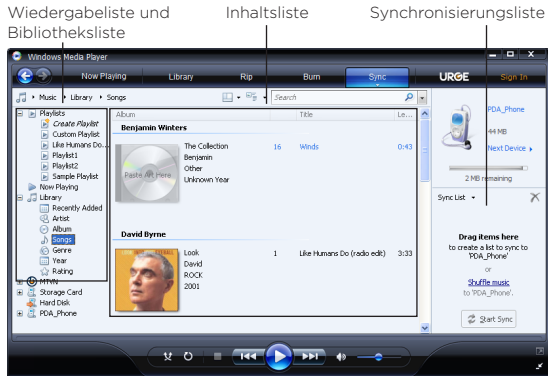 Wiedergabeliste und
Bibliotheksliste
Inhaltsliste
Synchronisierungsliste
Windows Media Player
Now Playing
Library
Rip
Burn
Sync
URGE
Sign In
Music
Library
Songs
Search
Playlists
Create Playlist
Custom Playlist
Like Humans Do...
Playlist1
Playlist2
Sample Playlist
Now Playing
Library
Recently Added
Artist
Album
Songs
Genre
Year
Rating
MTVN
Storage Card
Hard Disk
PDA_Phone
Album
Title
Le...
Benjamin Winters
Paste Art Here
The Collection
Benjamin
Other
Unknown Year
16
Winds
0:43
David Byrne
Look
David
ROCK
2001
1
Like Humans Do (radio edit)
3:33
PDA_Phone
44 MB
Next Device
2 MB remaining
Sync List
Drag items here
to create a list to sync to
'PDA_Phone'
or
Shuffle music
to 'PDA_Phone'.
Start Sync